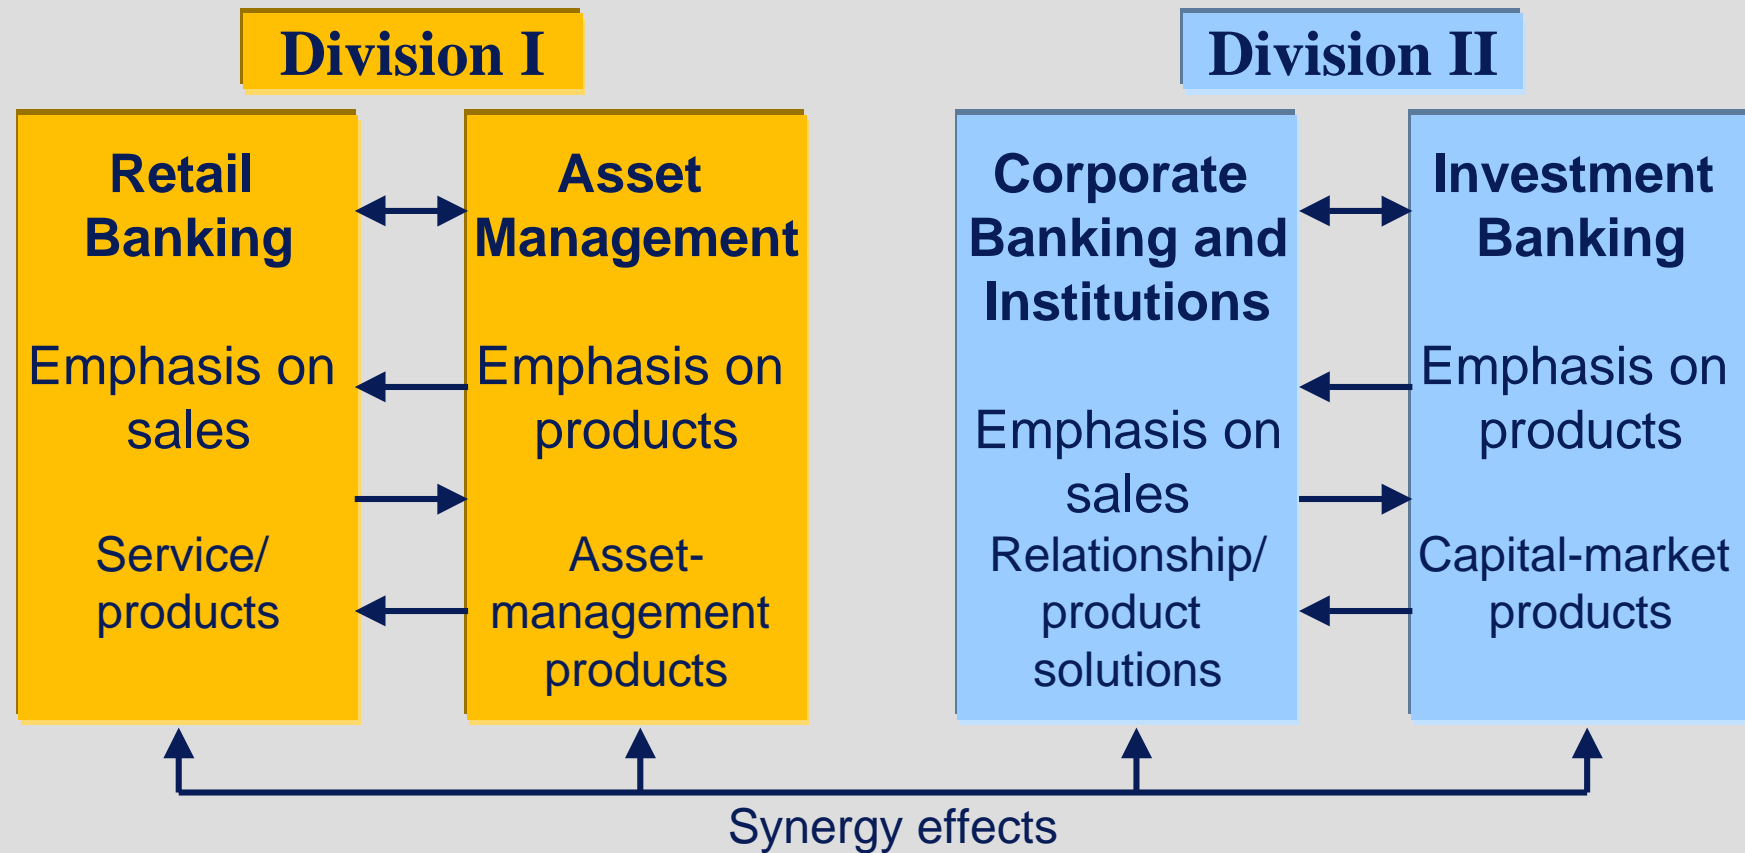 Division I
Retail
Banking
Emphasis on
sales
Service/
products
Asset
Management
Emphasis on
products
Asset-
management
products
Division II
Corporate
Banking and
Institutions
Emphasis on
sales
Relationship/
product
solutions
Investment
Banking
Emphasis on
products
Capital-market
products
Synergy effects